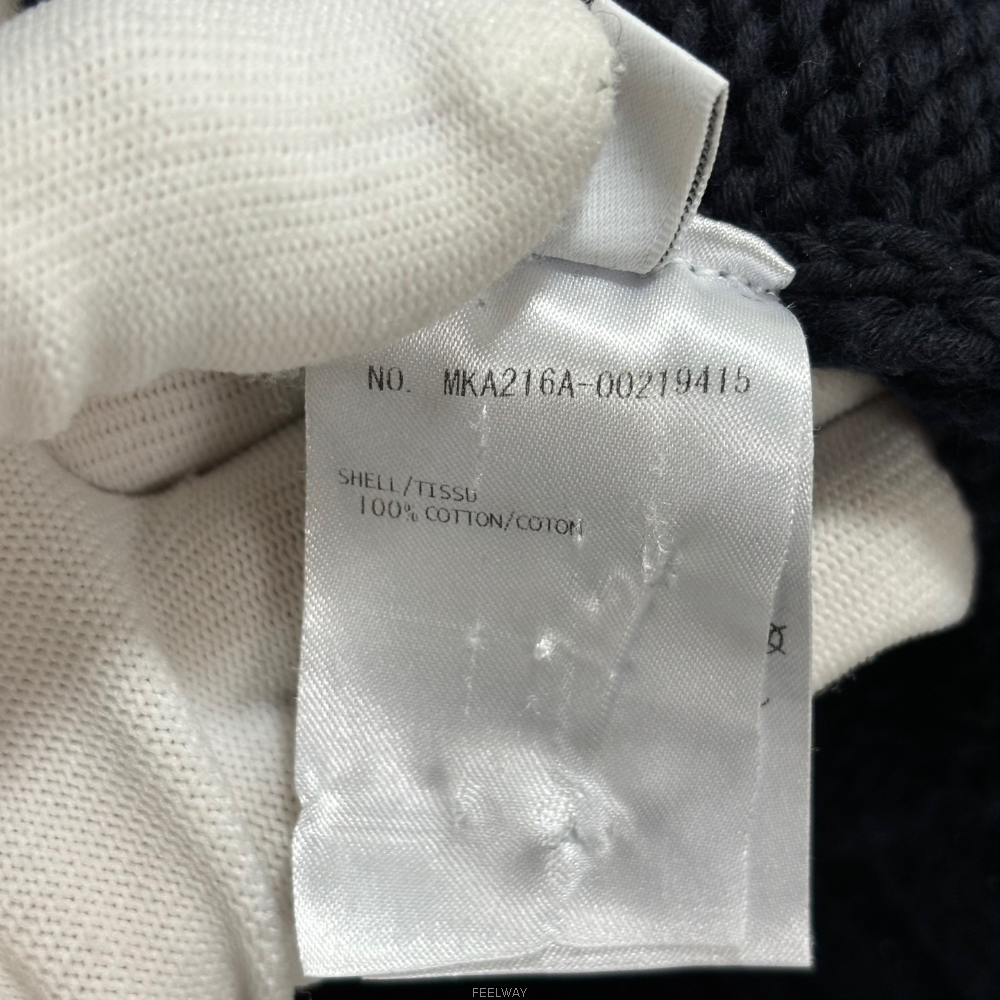 NO. MKA216A-00219415
SHELL/TISSU
100% COTTON/COTON
FEELWAY